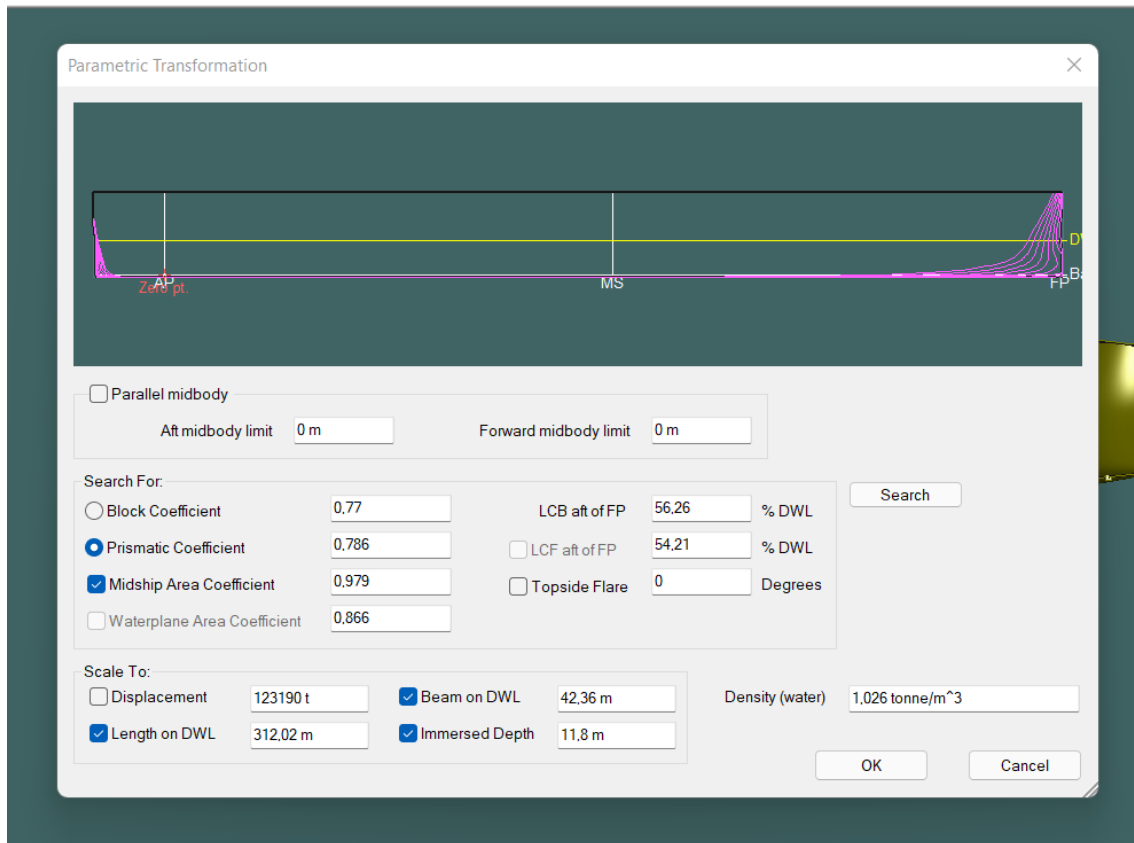 Parametric Transformation
DV
AP
Zero pt.
MS
Ba
FP
Parallel midbody
Aft midbody limit 0 m Forward midbody limit 0 m
Search For:
Block Coefficient 0,77 LCB aft of FP 56,26 % DWL Search
Prismatic Coefficient 0,786 LCF aft of FP 54,21 % DWL
Midship Area Coefficient 0,979 Topside Flare 0 Degrees
Waterplane Area Coefficient 0,866
Scale To:
Displacement 123190 t Beam on DWL 42,36 m Density (water) 1,026 tonne/m^3
Length on DWL 312,02 m Immersed Depth 11,8 m
OK Cancel